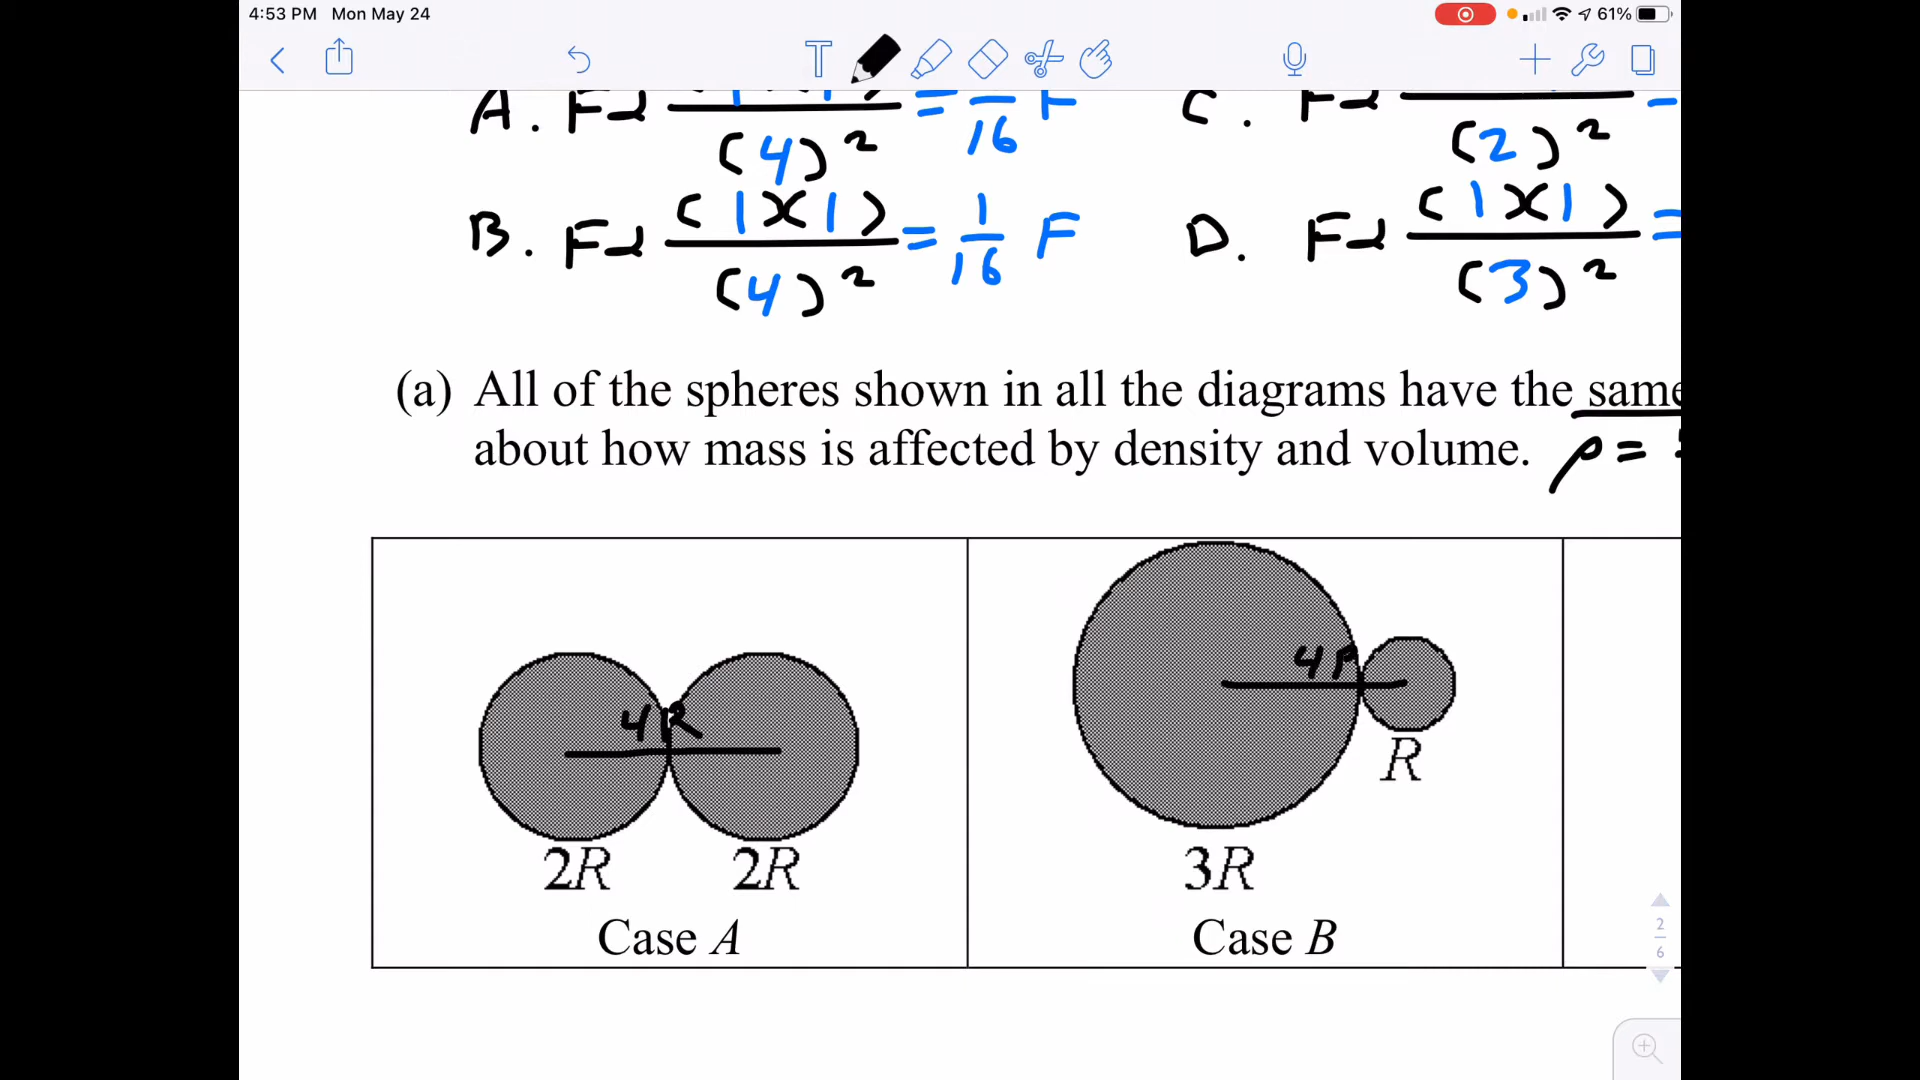 4:53 PM Mon May 24
61%
T
A. F∝ (4)² = 16 F
C. F∝ (2)²
B. F∝ (1)(1) / (4)² = 1/16 F
D. F∝ (1)(1) / (3)² =
(a) All of the spheres shown in all the diagrams have the same
about how mass is affected by density and volume. ρ =
4R
4R
R
2R 2R
3R
Case A
Case B
2
6